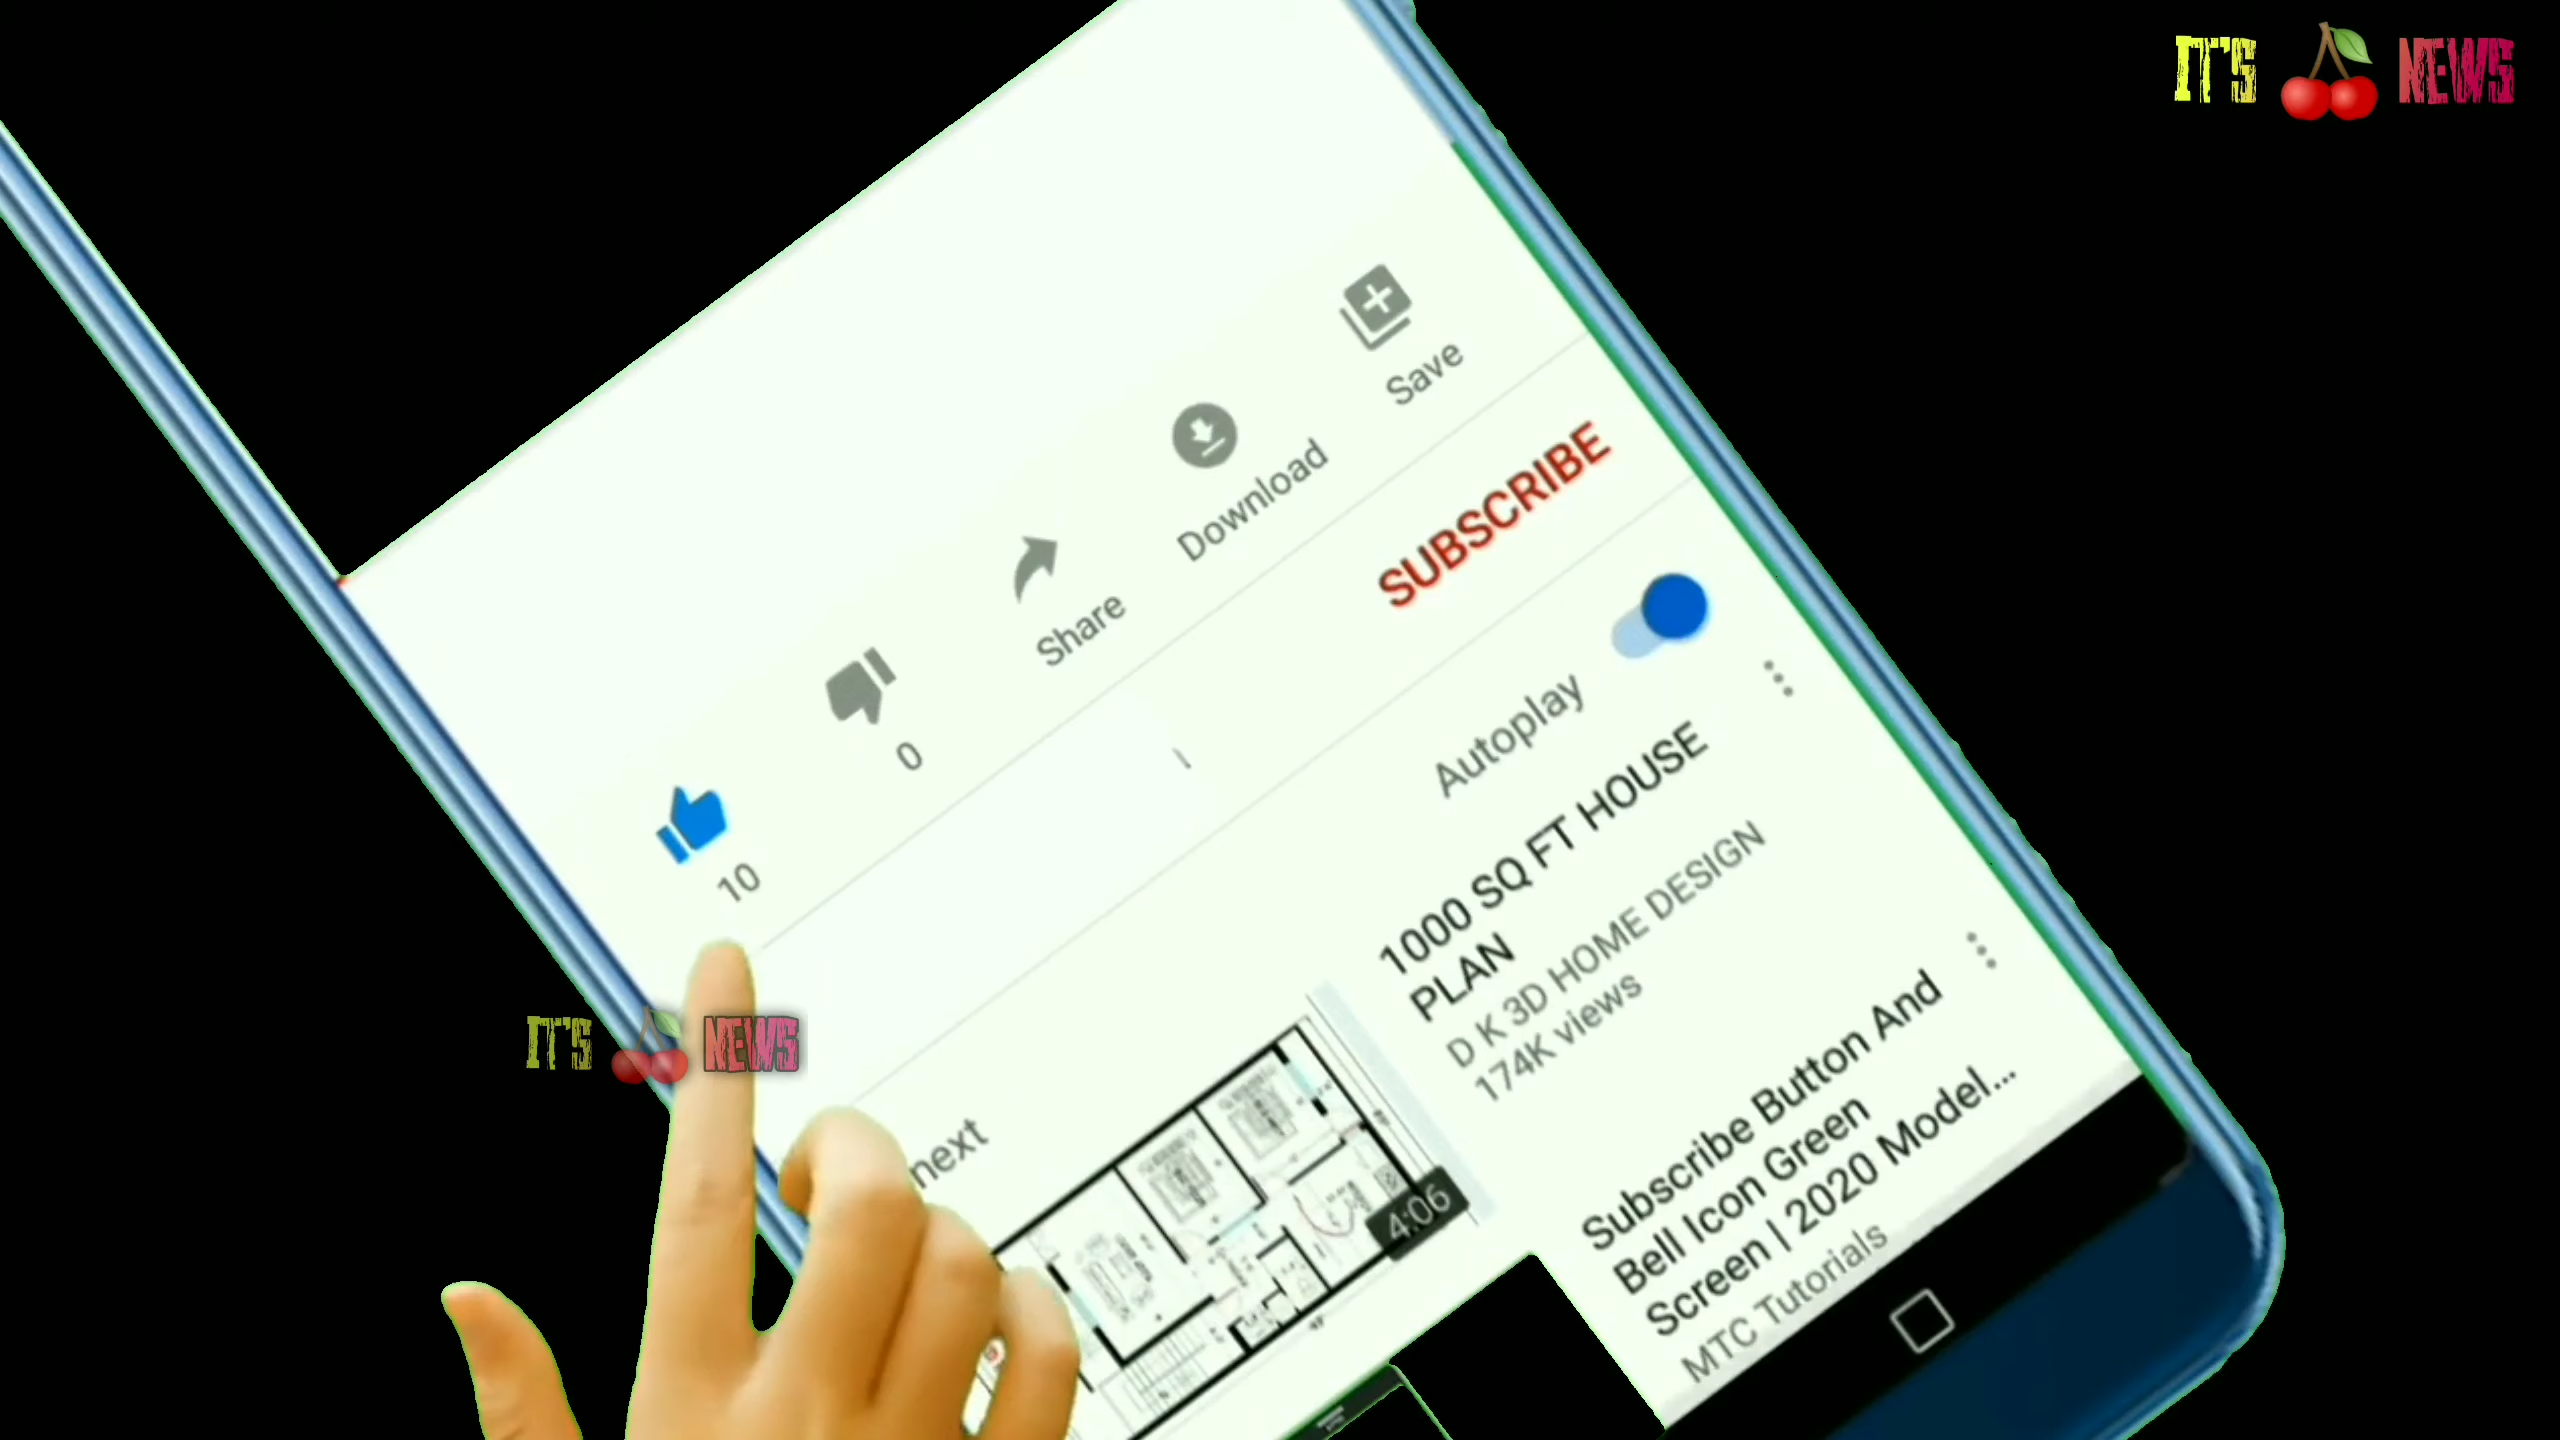 IT'S NEWS
Save
Download
Share
0
10
SUBSCRIBE
Autoplay
next
1000 SQ FT HOUSE
PLAN
D K 3D HOME DESIGN
174K views
4:06
Subscribe Button And
Bell Icon Green
Screen | 2020 Model...
MTC Tutorials
IT'S NEWS